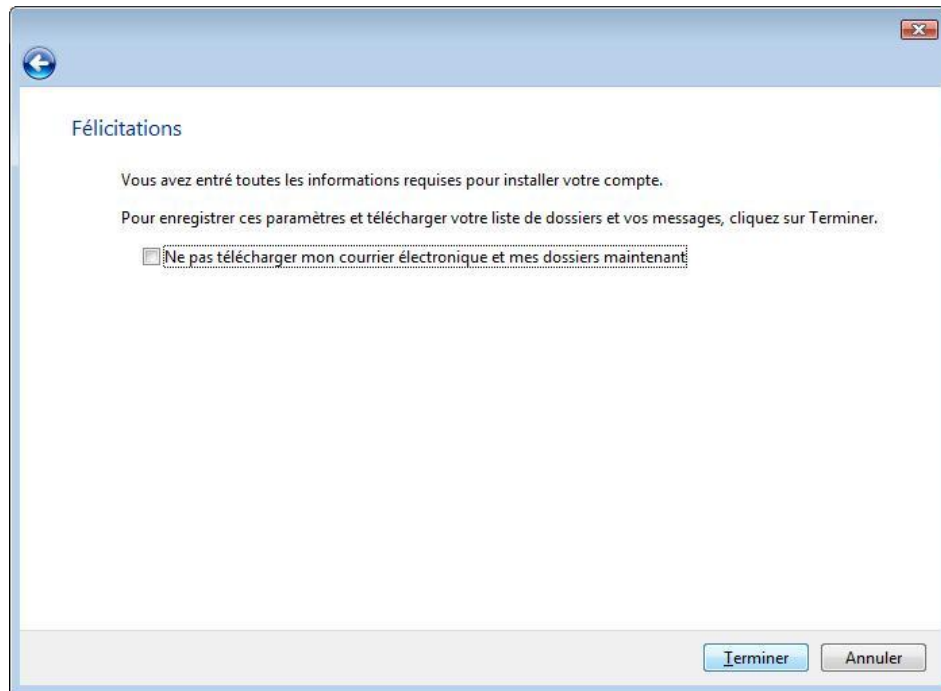 Félicitations
Vous avez entré toutes les informations requises pour installer votre compte.
Pour enregistrer ces paramètres et télécharger votre liste de dossiers et vos messages, cliquez sur Terminer.
Ne pas télécharger mon courrier électronique et mes dossiers maintenant
Terminer Annuler